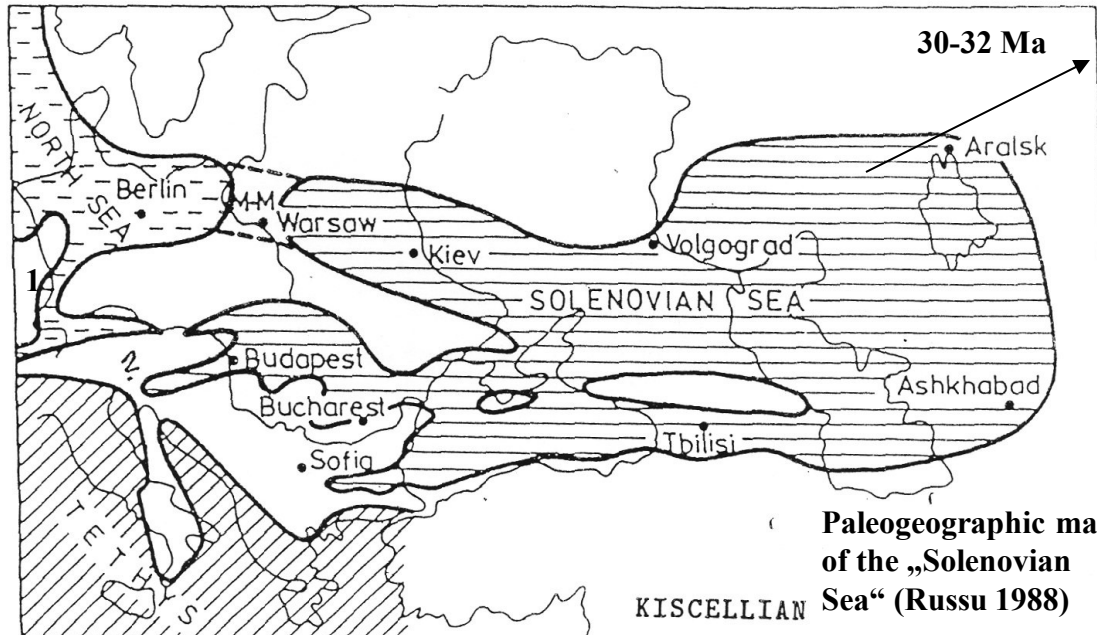 30-32 Ma
Aralsk
NORTH SEA
Berlin
M-M
Warsaw
Kiev
Volgograd
1
SOLENOVIAN SEA
2.
Budapest
Ashkhabad
Bucharest
Tbilisi
Sofia
TETHYS
Paleogeographic ma
of the „Solenovian
KISCELLIAN Sea“ (Russu 1988)